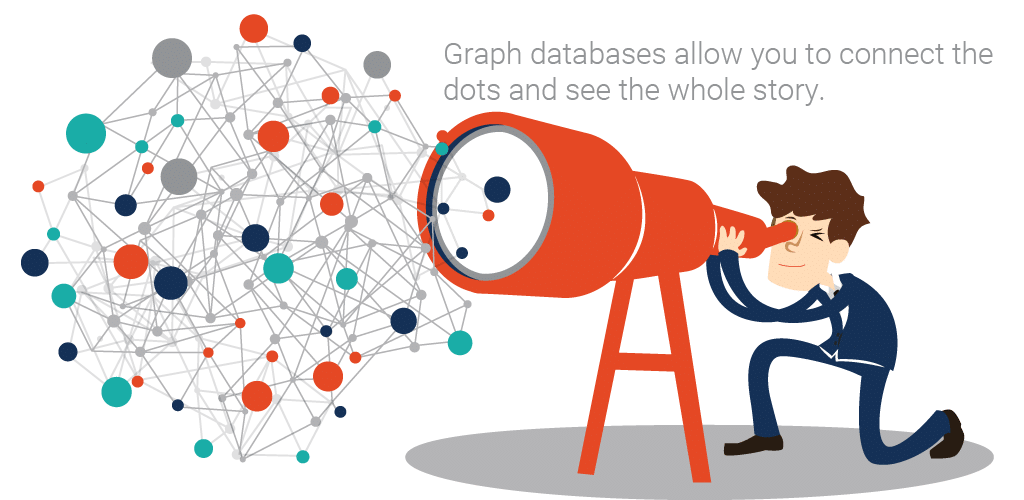 Graph databases allow you to connect the
dots and see the whole story.